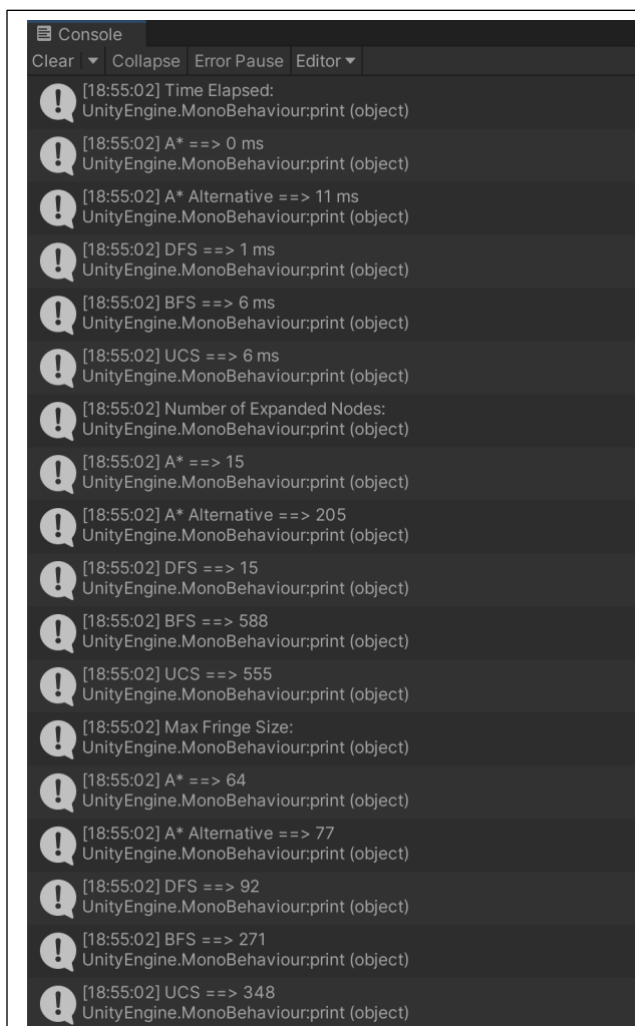 Console
Clear Collapse Error Pause Editor
[18:55:02] Time Elapsed:
UnityEngine.MonoBehaviour:print (object)
[18:55:02] A* ==> 0 ms
UnityEngine.MonoBehaviour:print (object)
[18:55:02] A* Alternative ==> 11 ms
UnityEngine.MonoBehaviour:print (object)
[18:55:02] DFS ==> 1 ms
UnityEngine.MonoBehaviour:print (object)
[18:55:02] BFS ==> 6 ms
UnityEngine.MonoBehaviour:print (object)
[18:55:02] UCS ==> 6 ms
UnityEngine.MonoBehaviour:print (object)
[18:55:02] Number of Expanded Nodes:
UnityEngine.MonoBehaviour:print (object)
[18:55:02] A* ==> 15
UnityEngine.MonoBehaviour:print (object)
[18:55:02] A* Alternative ==> 205
UnityEngine.MonoBehaviour:print (object)
[18:55:02] DFS ==> 15
UnityEngine.MonoBehaviour:print (object)
[18:55:02] BFS ==> 588
UnityEngine.MonoBehaviour:print (object)
[18:55:02] UCS ==> 555
UnityEngine.MonoBehaviour:print (object)
[18:55:02] Max Fringe Size:
UnityEngine.MonoBehaviour:print (object)
[18:55:02] A* ==> 64
UnityEngine.MonoBehaviour:print (object)
[18:55:02] A* Alternative ==> 77
UnityEngine.MonoBehaviour:print (object)
[18:55:02] DFS ==> 92
UnityEngine.MonoBehaviour:print (object)
[18:55:02] BFS ==> 271
UnityEngine.MonoBehaviour:print (object)
[18:55:02] UCS ==> 348
UnityEngine.MonoBehaviour:print (object)